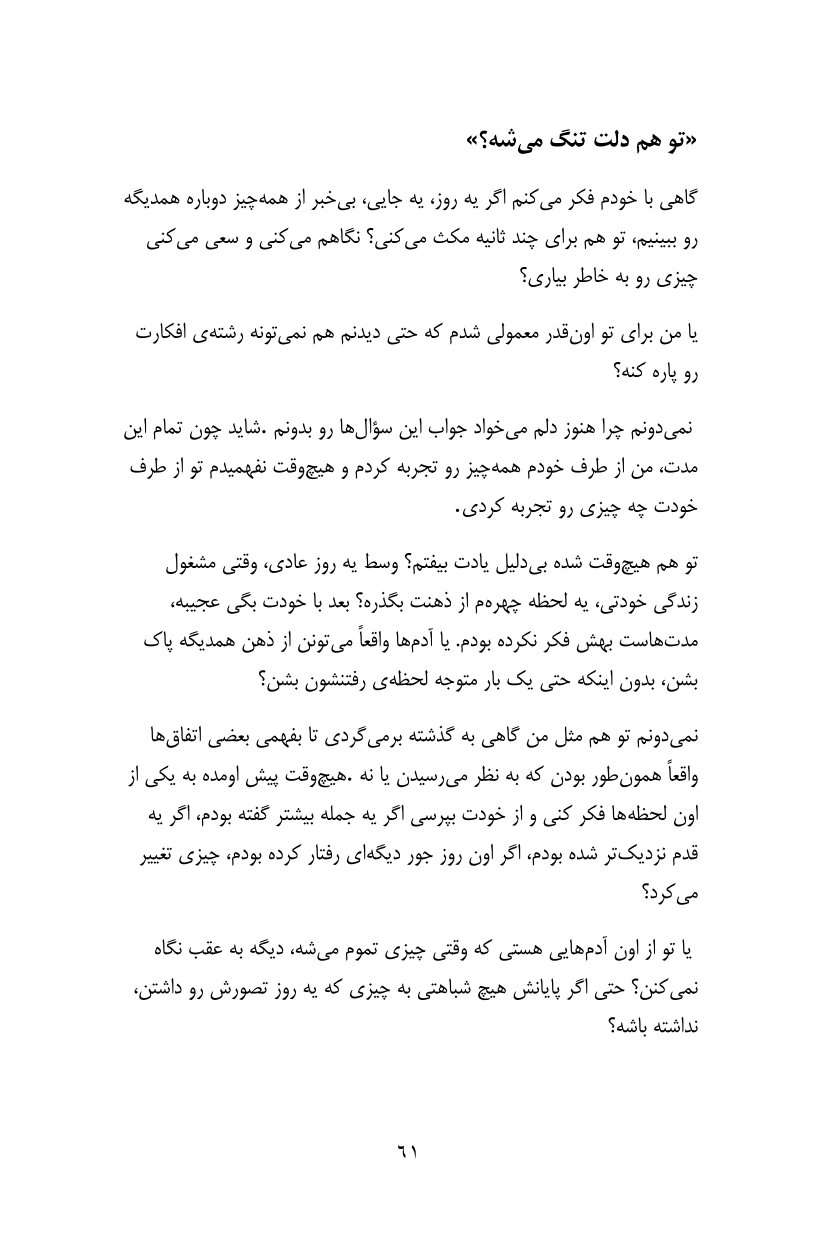 «تو هم دلت تنگ می‌شه؟»
گاهی با خودم فکر می‌کنم اگر یه روز، یه جایی، بی‌خبر از همه‌چیز دوباره همدیگه
رو ببینیم، تو هم برای چند ثانیه مکث می‌کنی؟ نگاهم می‌کنی و سعی می‌کنی
چیزی رو به خاطر بیاری؟
یا من برای تو اون‌قدر معمولی شدم که حتی دیدنم هم نمی‌تونه رشته‌ی افکارت
رو پاره کنه؟
نمی‌دونم چرا هنوز دلم می‌خواد جواب این سؤال‌ها رو بدونم .شاید چون تمام این
مدت، من از طرف خودم همه‌چیز رو تجربه کردم و هیچ‌وقت نفهمیدم تو از طرف
خودت چه چیزی رو تجربه کردی.
تو هم هیچ‌وقت شده بی‌دلیل یادت بیفتم؟ وسط یه روز عادی، وقتی مشغول
زندگی خودتی، یه لحظه چهره‌م از ذهنت بگذره؟ بعد با خودت بگی عجیبه،
مدت‌هاست بهش فکر نکرده بودم. یا آدم‌ها واقعاً می‌تونن از ذهن همدیگه پاک
بشن، بدون اینکه حتی یک بار متوجه لحظه‌ی رفتنشون بشن؟
نمی‌دونم تو هم مثل من گاهی به گذشته برمی‌گردی تا بفهمی بعضی اتفاق‌ها
واقعاً همون‌طور بودن که به نظر می‌رسیدن یا نه .هیچ‌وقت پیش اومده به یکی از
اون لحظه‌ها فکر کنی و از خودت بپرسی اگر یه جمله بیشتر گفته بودم، اگر یه
قدم نزدیک‌تر شده بودم، اگر اون روز جور دیگه‌ای رفتار کرده بودم، چیزی تغییر
می‌کرد؟
یا تو از اون آدم‌هایی هستی که وقتی چیزی تموم می‌شه، دیگه به عقب نگاه
نمی‌کنن؟ حتی اگر پایانش هیچ شباهتی به چیزی که یه روز تصورش رو داشتن،
نداشته باشه؟
٦١